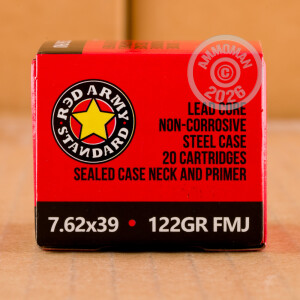 AMMOMAN
©
2026
RED ARMY
STANDARD
LEAD CORE
NON-CORROSIVE
STEEL CASE
20 CARTRIDGES
SEALED CASE NECK AND PRIMER
7.62x39 • 122GR FMJ